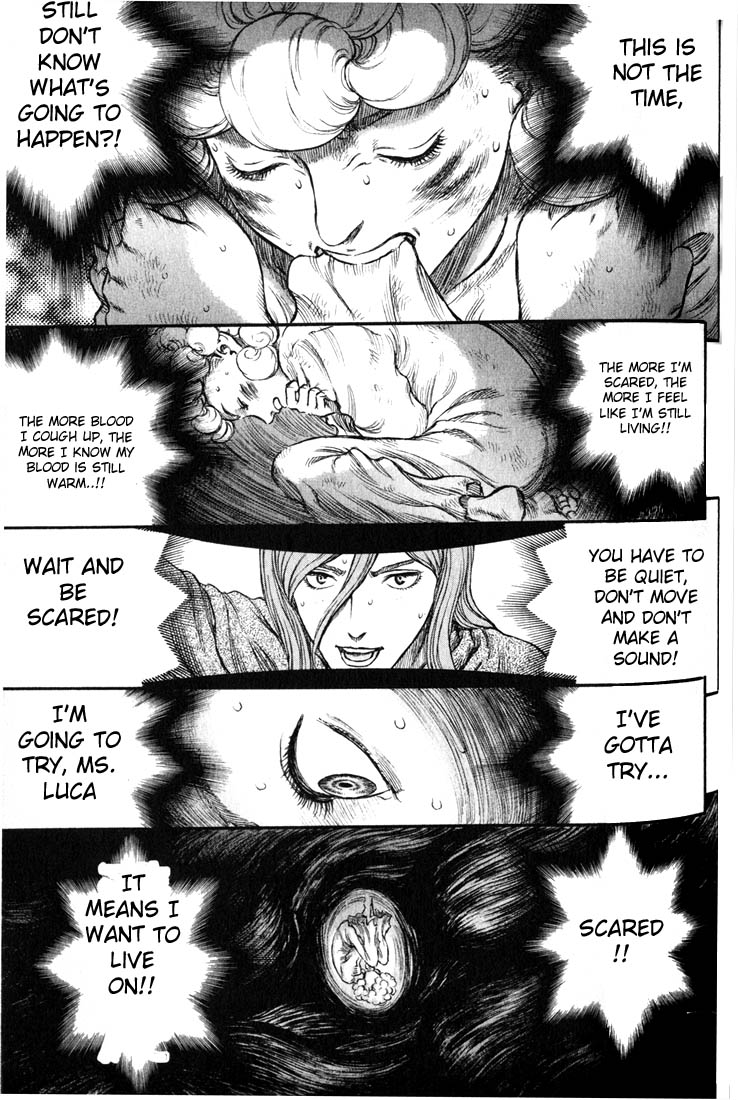 THIS IS
NOT THE
TIME,
STILL
DON'T
KNOW
WHAT'S
GOING TO
HAPPEN?!
THE MORE I'M
SCARED, THE
MORE I FEEL
LIKE I'M STILL
LIVING!!
THE MORE BLOOD
I COUGH UP, THE
MORE I KNOW MY
BLOOD IS STILL
WARM..!!
YOU HAVE TO
BE QUIET,
DON'T MOVE
AND DON'T
MAKE A
SOUND!
WAIT AND
BE
SCARED!
I'VE
GOTTA
TRY...
I'M
GOING TO
TRY, MS.
LUCA
SCARED
!!
IT
MEANS I
WANT TO
LIVE
ON!!